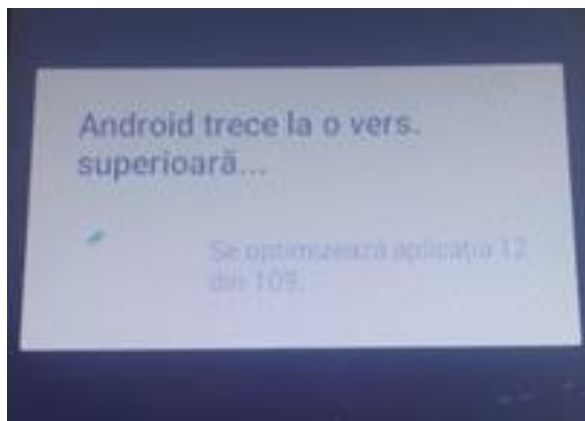 Android trece la o vers.
superioară...
Se optimizează aplicația 12
din 109.